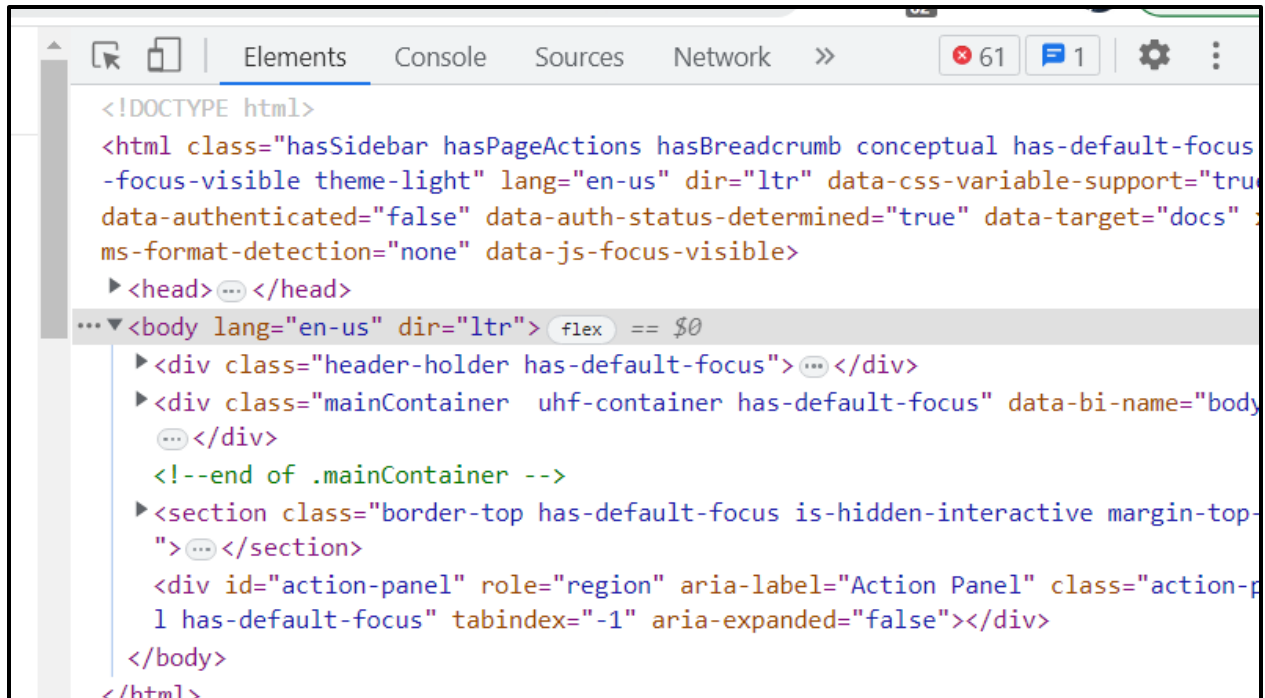 Elements Console Sources Network » 61 1
<!DOCTYPE html>
<html class="hasSidebar hasPageActions hasBreadcrumb conceptual has-default-focus
-focus-visible theme-light" lang="en-us" dir="ltr" data-css-variable-support="true
data-authenticated="false" data-auth-status-determined="true" data-target="docs"
ms-format-detection="none" data-js-focus-visible>
<head> ⋯ </head>
⋯ <body lang="en-us" dir="ltr"> flex == $0
<div class="header-holder has-default-focus"> ⋯ </div>
<div class="mainContainer  uhf-container has-default-focus" data-bi-name="body
⋯ </div>
<!--end of .mainContainer -->
<section class="border-top has-default-focus is-hidden-interactive margin-top-
"> ⋯ </section>
<div id="action-panel" role="region" aria-label="Action Panel" class="action-p
l has-default-focus" tabindex="-1" aria-expanded="false"></div>
</body>
</html>